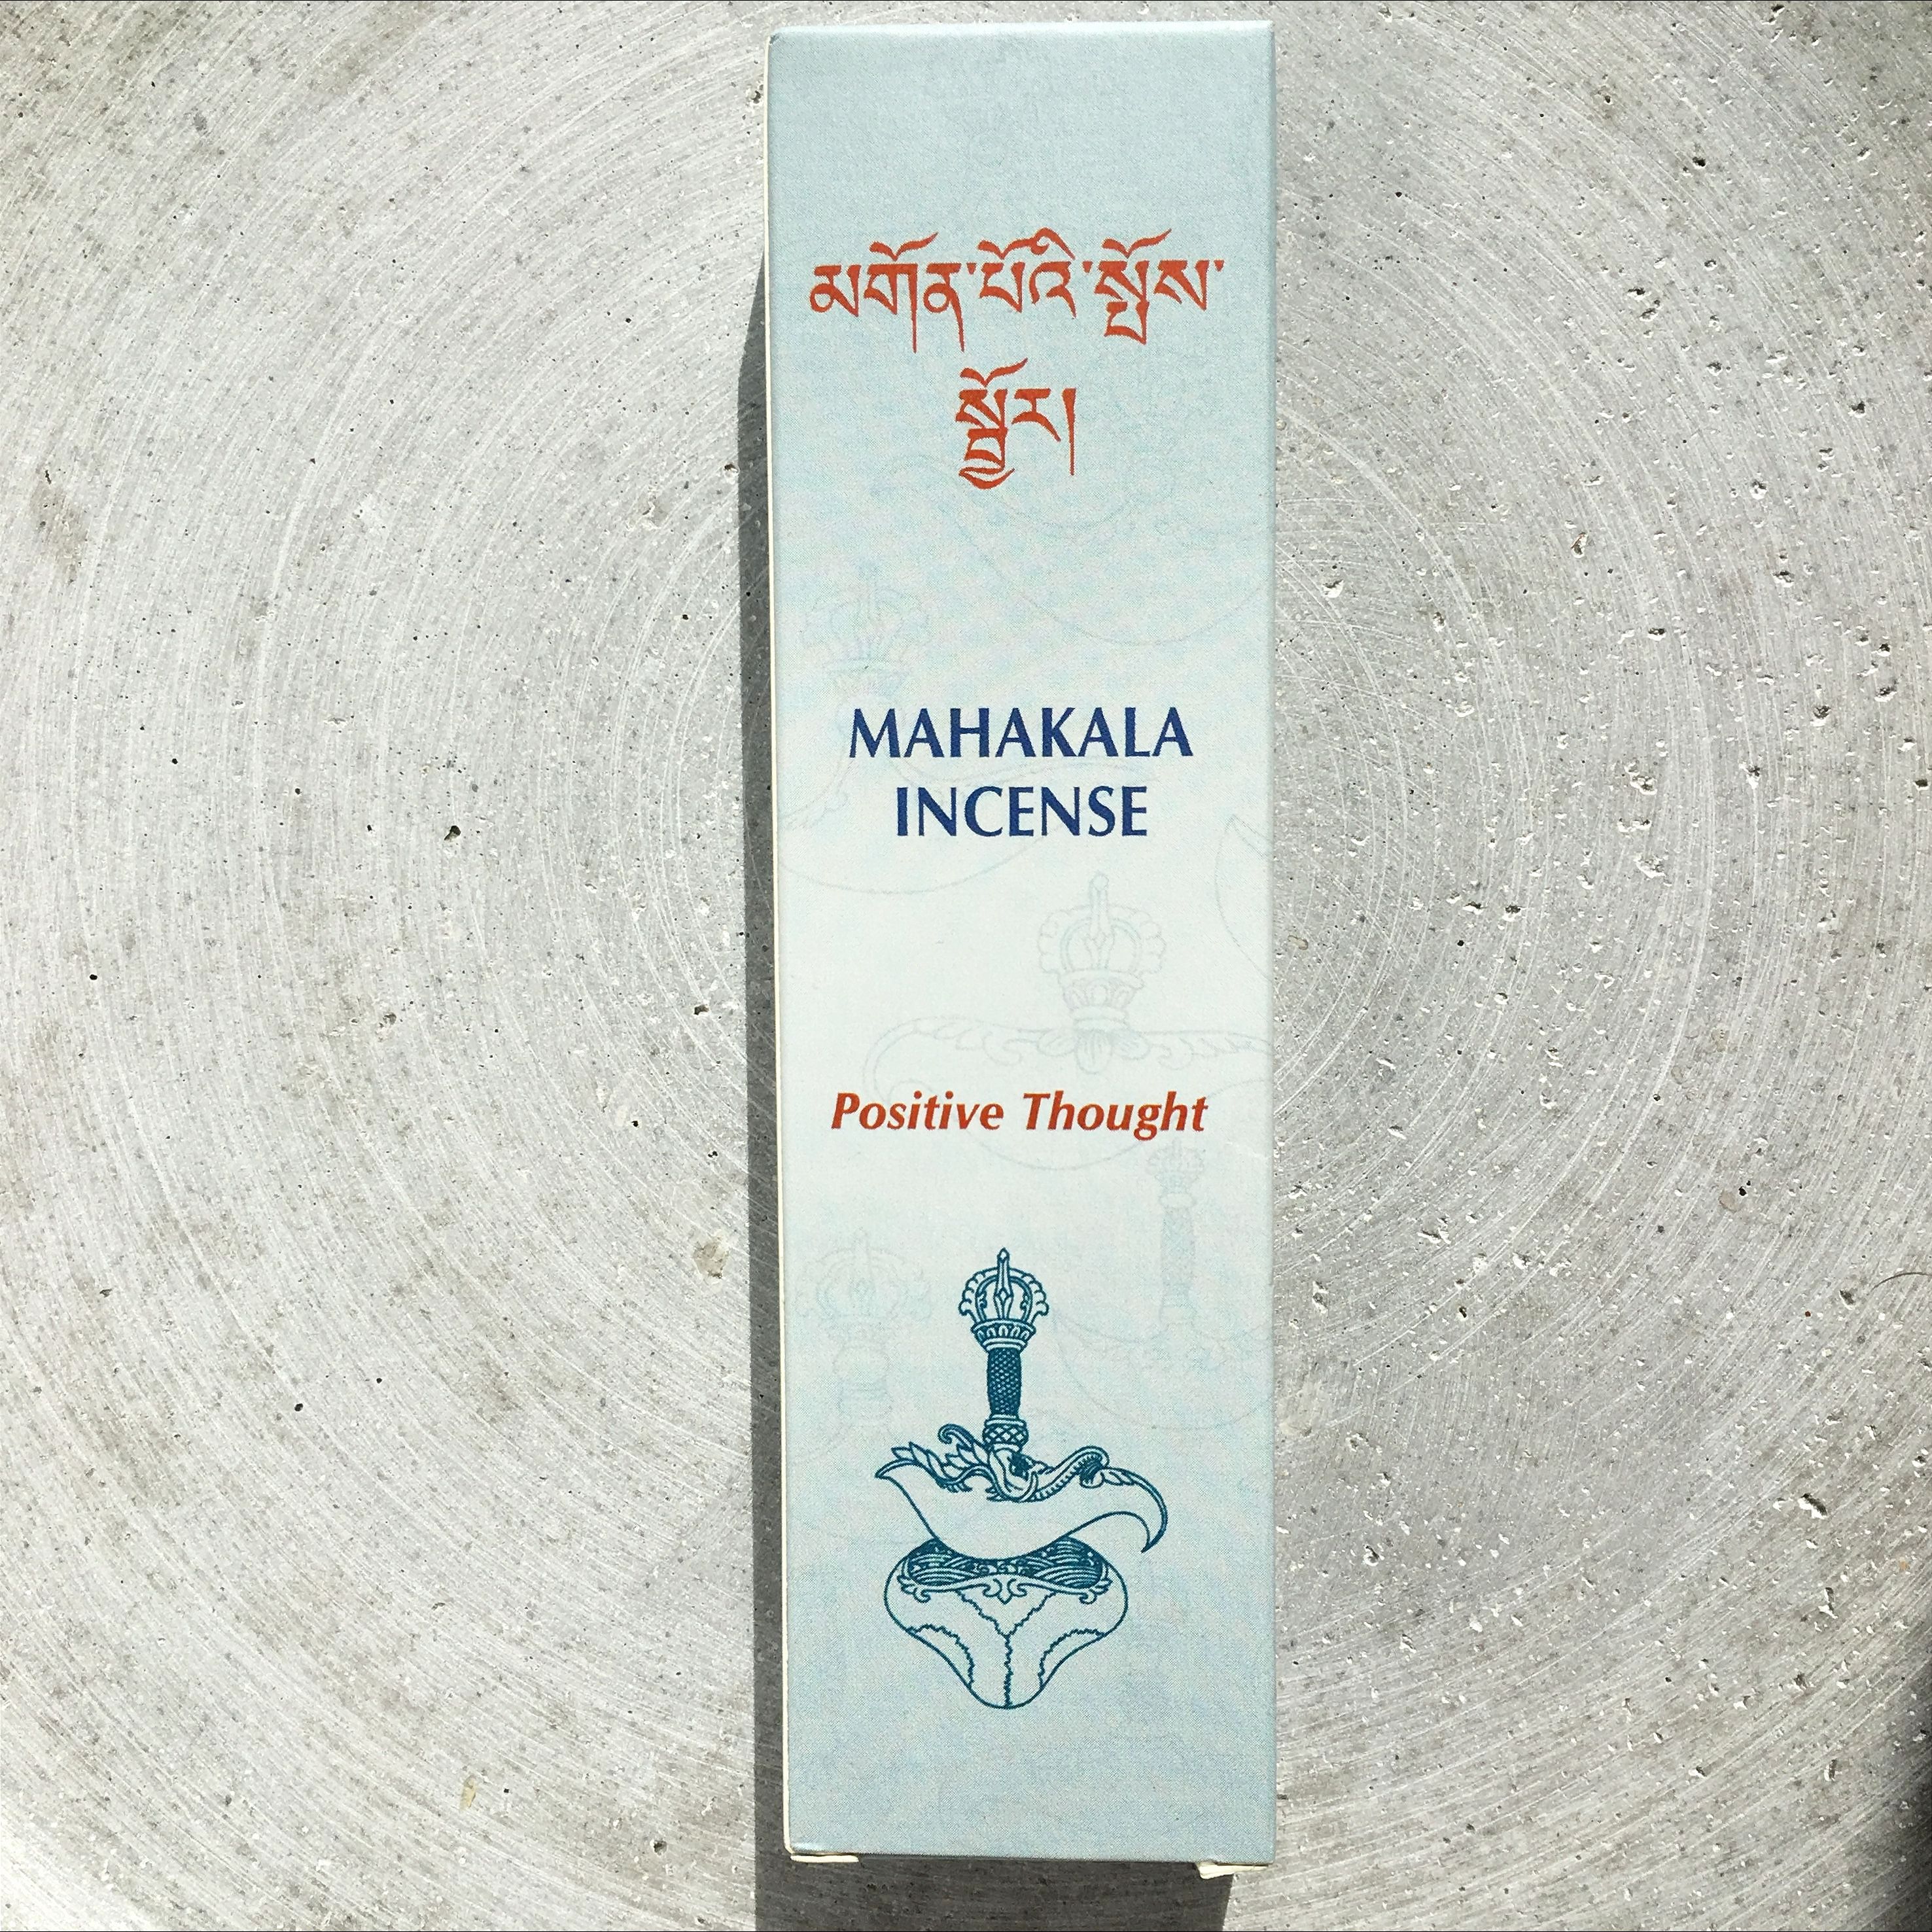 མགོན་པོའི་སྤོས་
སྦྱོར།
MAHAKALA
INCENSE
Positive Thought